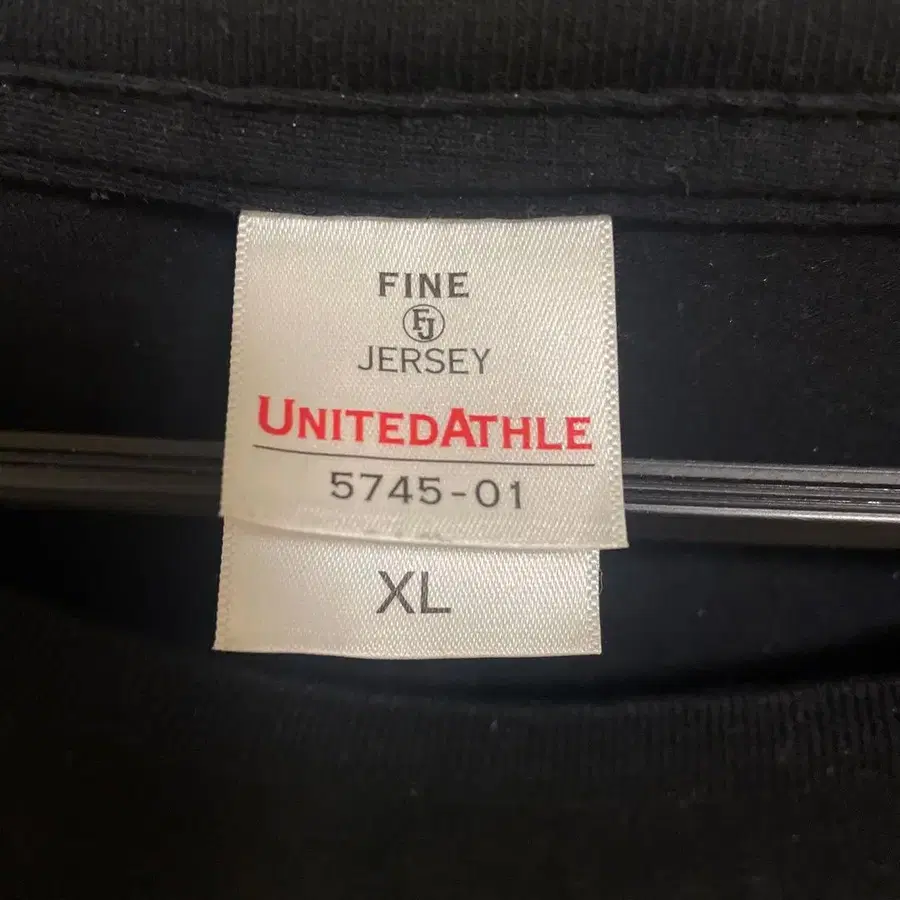 FINE
FJ
JERSEY
UNITEDATHLE
5745-01
XL